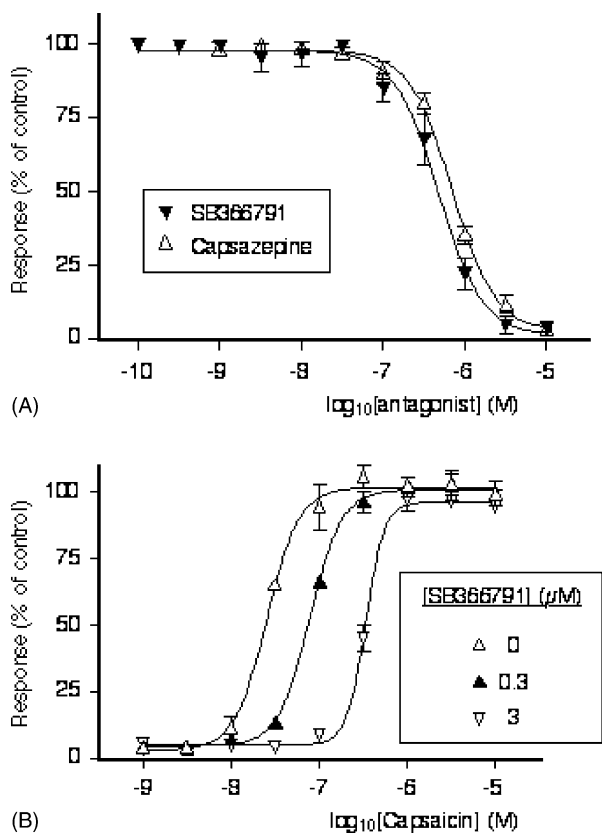 Response (% of control)
100
75
50
25
0
SB366791
Capsazepine
-10 -9 -8 -7 -6 -5
log10[antagonist] (M)
(A)
Response (% of control)
100
75
50
25
0
[SB366791] (µM)
0
0.3
3
-9 -8 -7 -6 -5
log10[Capsaicin] (M)
(B)